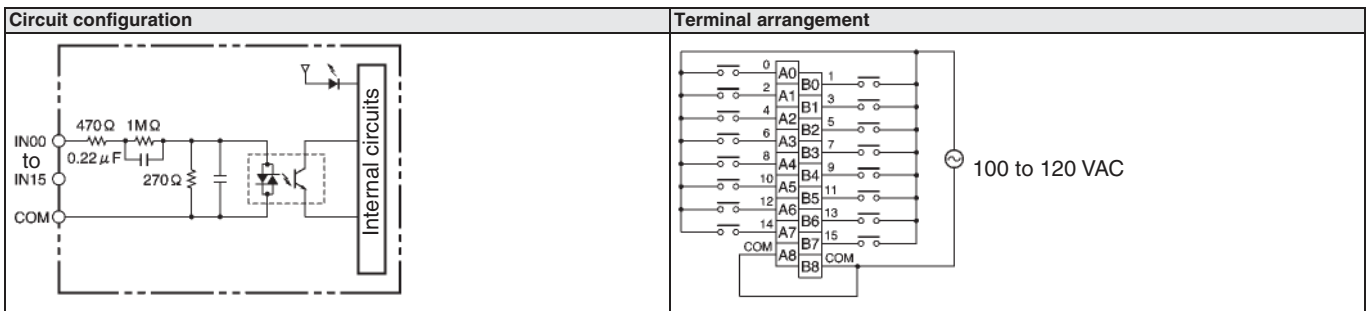 Circuit configuration
Terminal arrangement
470Ω 1MΩ
IN00
to
IN15
0.22μF
270Ω
COM
Internal circuits
0 A0
B0 1
2 A1
B1 3
4 A2
B2 5
6 A3
B3 7
8 A4
B4 9
10 A5
B5 11
12 A6
B6 13
14 A7
B7 15
COM A8
B8 COM
100 to 120 VAC